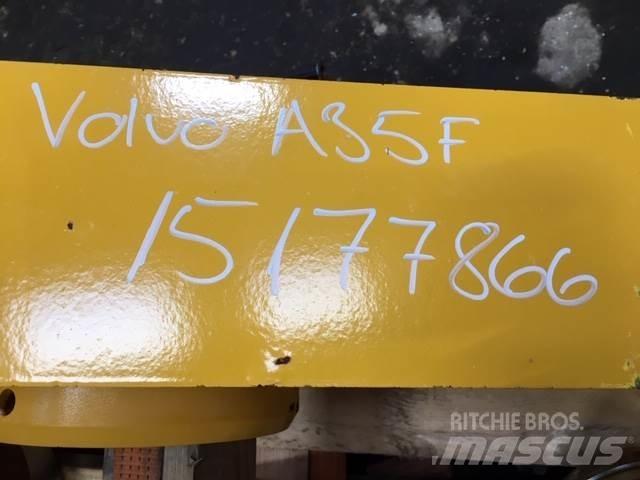 Volvo A35F
15177866
RITCHIE BROS.
MASCUS